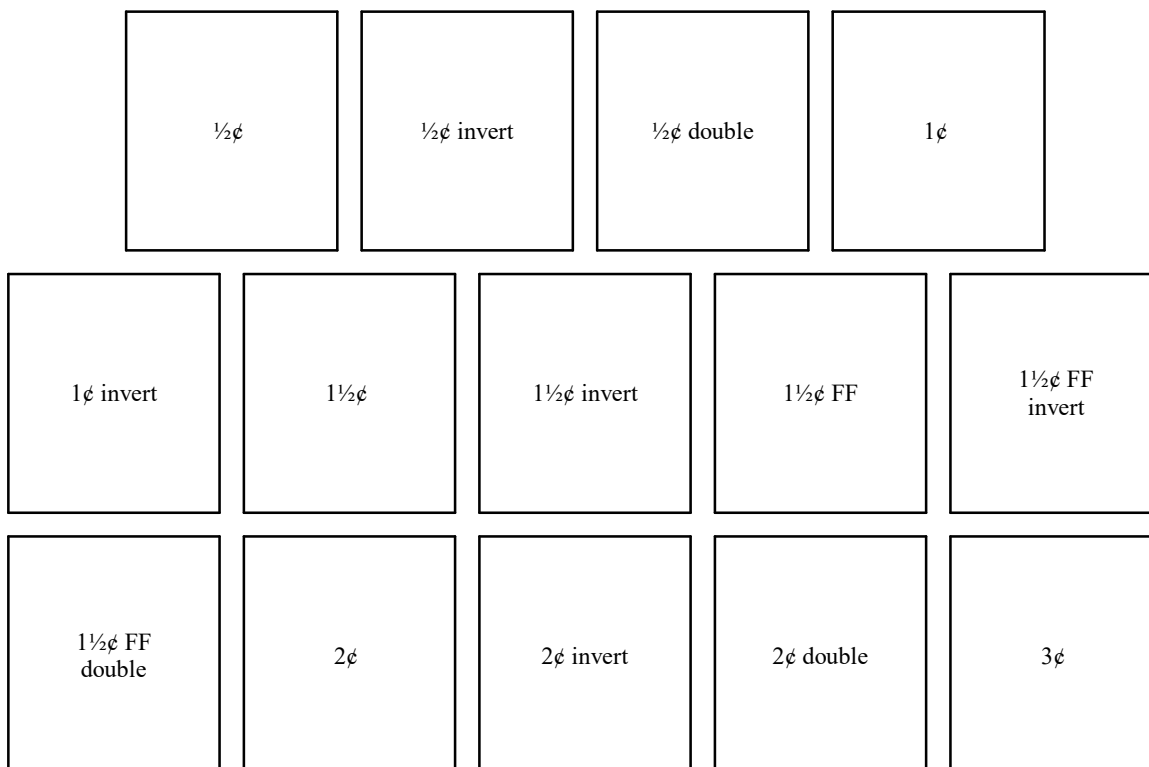 ½¢
½¢ invert
½¢ double
1¢
1¢ invert
1½¢
1½¢ invert
1½¢ FF
1½¢ FF
invert
1½¢ FF
double
2¢
2¢ invert
2¢ double
3¢